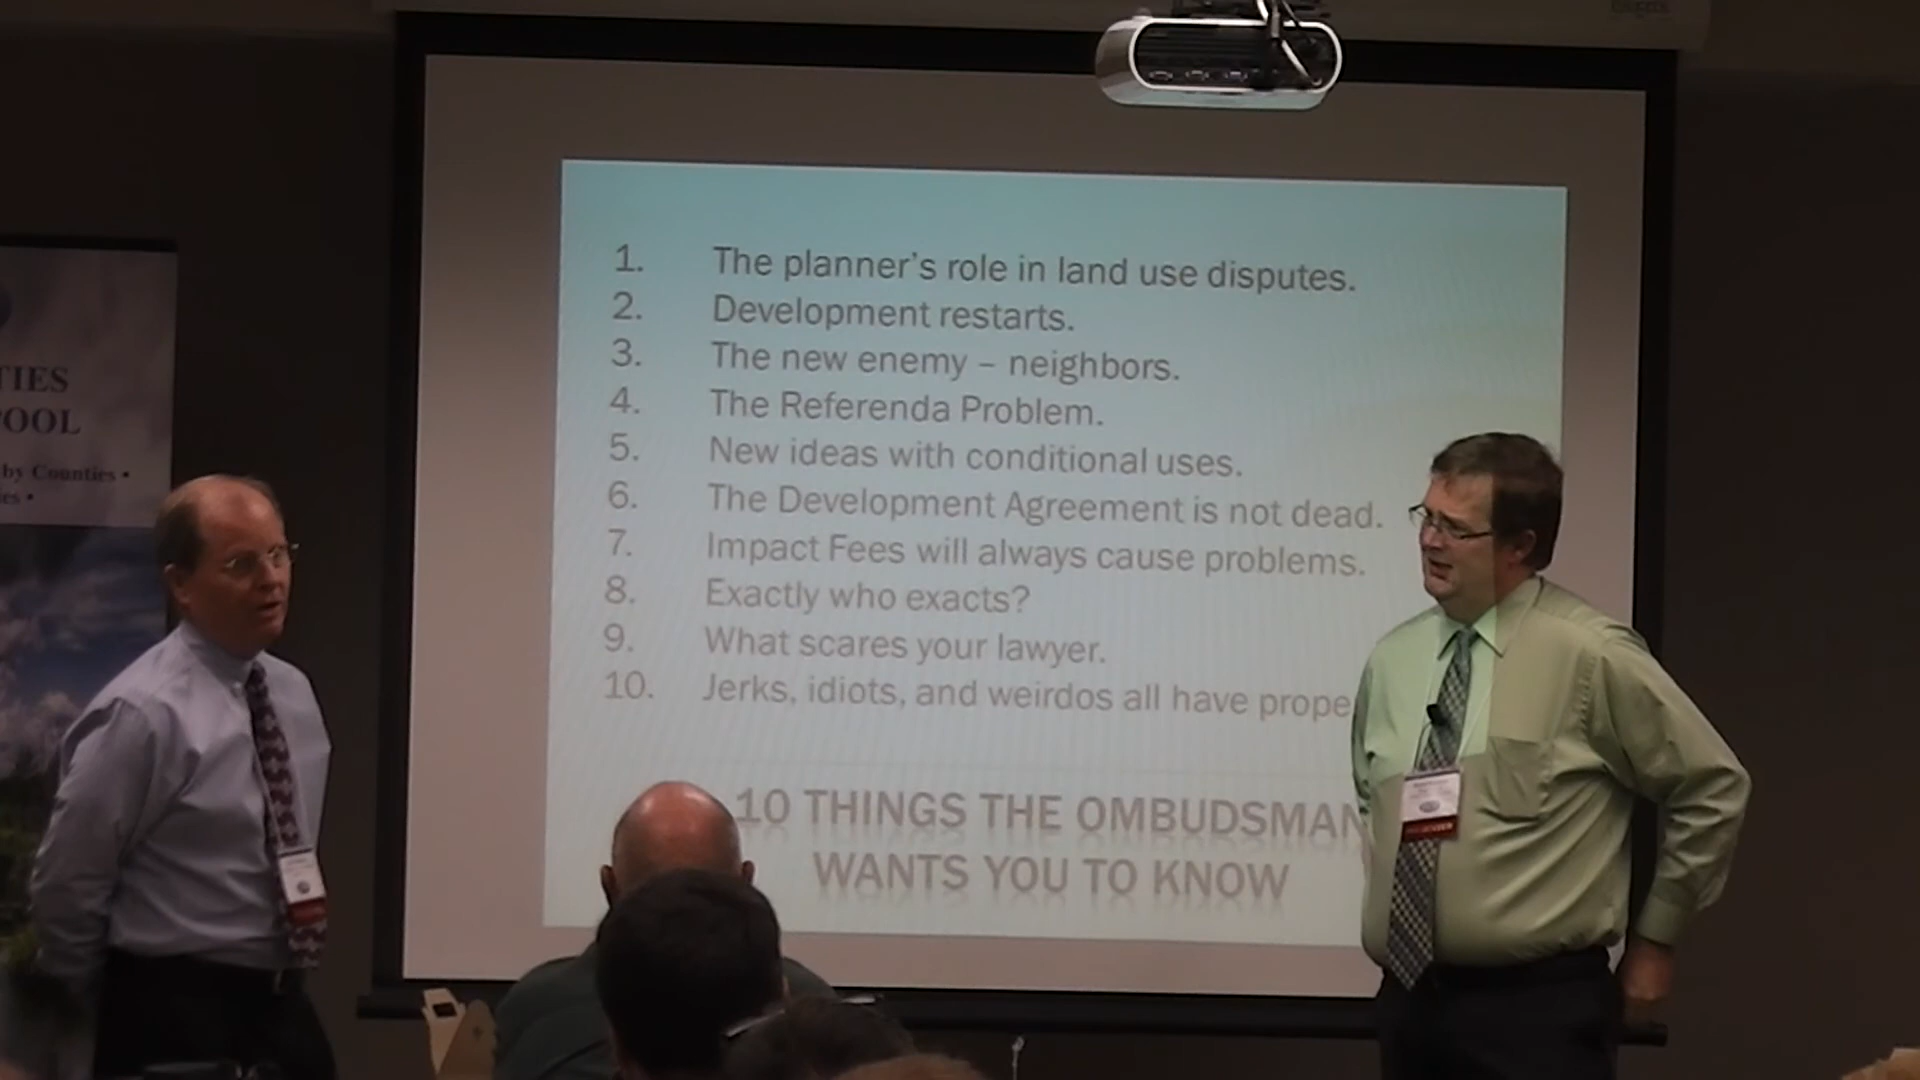 TIES
OOL
by Counties •
es •
1. The planner's role in land use disputes.
2. Development restarts.
3. The new enemy – neighbors.
4. The Referenda Problem.
5. New ideas with conditional uses.
6. The Development Agreement is not dead.
7. Impact Fees will always cause problems.
8. Exactly who exacts?
9. What scares your lawyer.
10. Jerks, idiots, and weirdos all have prope
10 THINGS THE OMBUDSMAN
WANTS YOU TO KNOW